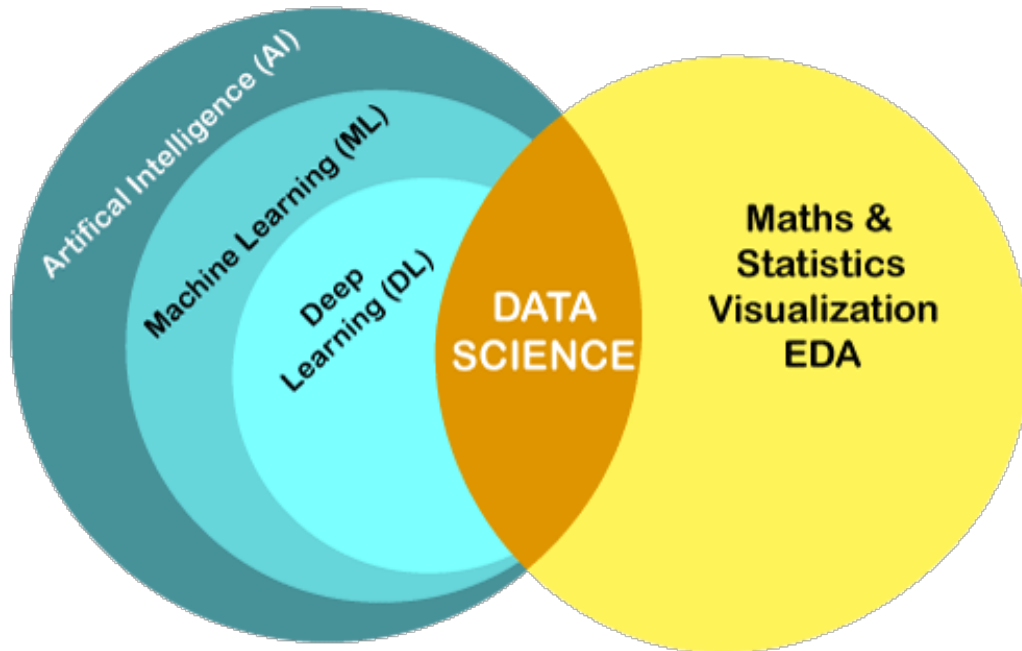 Artifical Intelligence (AI)
Machine Learning (ML)
Deep
Learning (DL)
DATA
SCIENCE
Maths &
Statistics
Visualization
EDA